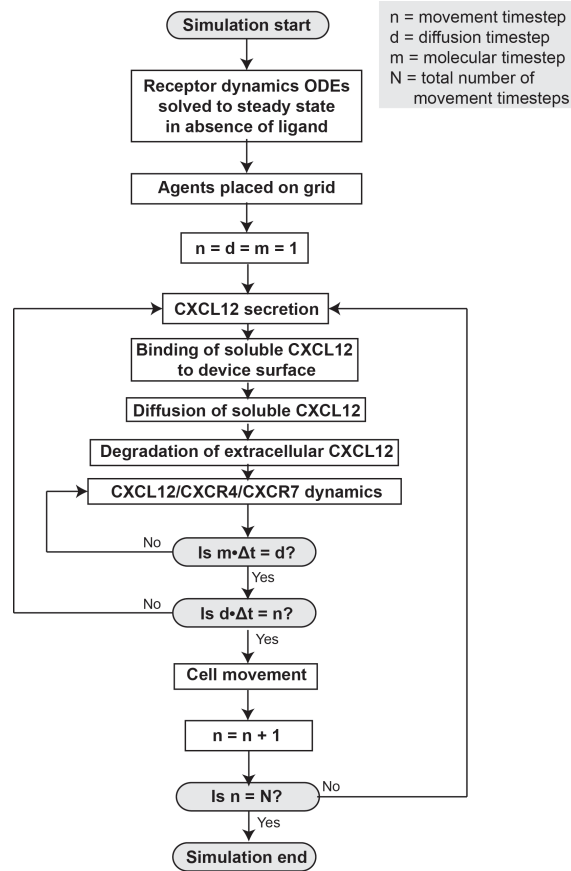 Simulation start
n = movement timestep
d = diffusion timestep
m = molecular timestep
N = total number of
movement timesteps
Receptor dynamics ODEs
solved to steady state
in absence of ligand
Agents placed on grid
n = d = m = 1
CXCL12 secretion
Binding of soluble CXCL12
to device surface
Diffusion of soluble CXCL12
Degradation of extracellular CXCL12
CXCL12/CXCR4/CXCR7 dynamics
No
Is m•Δt = d?
Yes
No
Is d•Δt = n?
Yes
Cell movement
n = n + 1
Is n = N?
No
Yes
Simulation end